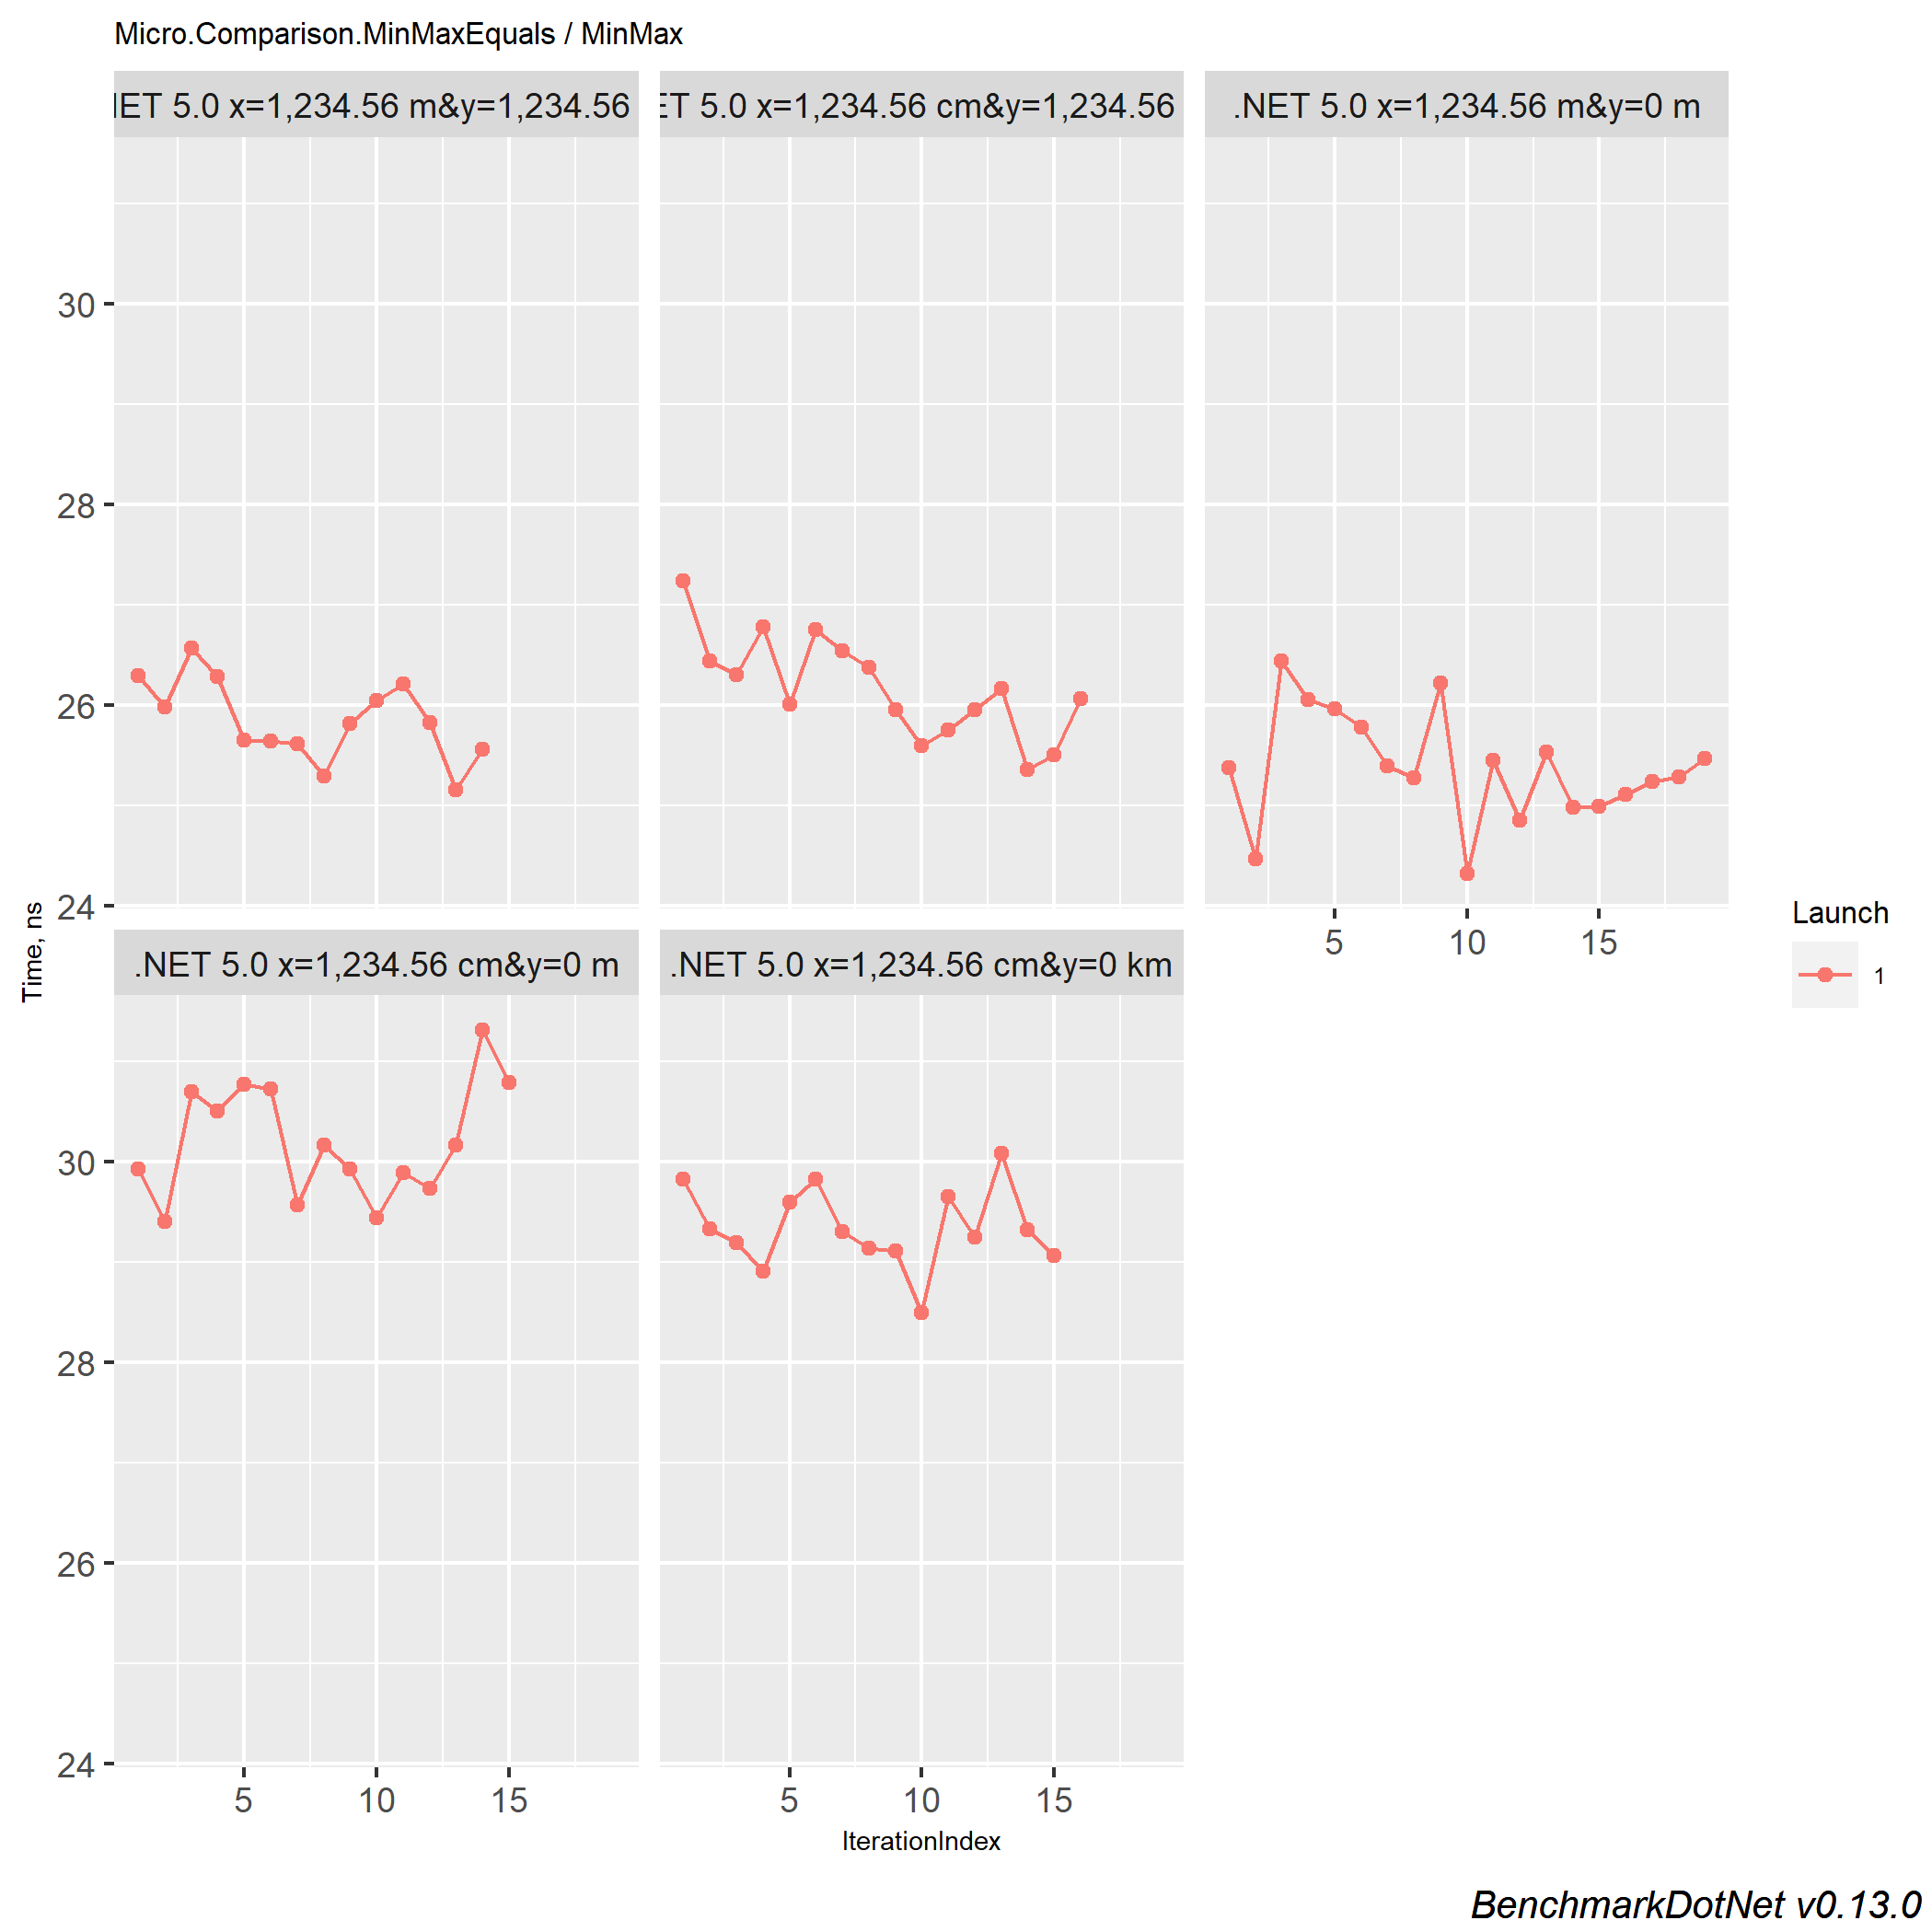 Micro.Comparison.MinMaxEquals / MinMax
5.0 x=1,234.56 m&y=1,234.56
5.0 x=1,234.56 cm&y=1,234.56
.NET 5.0 x=1,234.56 m&y=0 m
30
28
26
24
5 10 15
.NET 5.0 x=1,234.56 cm&y=0 m
.NET 5.0 x=1,234.56 cm&y=0 km
30
28
26
24
5 10 15
5 10 15
Time, ns
IterationIndex
Launch
1
BenchmarkDotNet v0.13.0